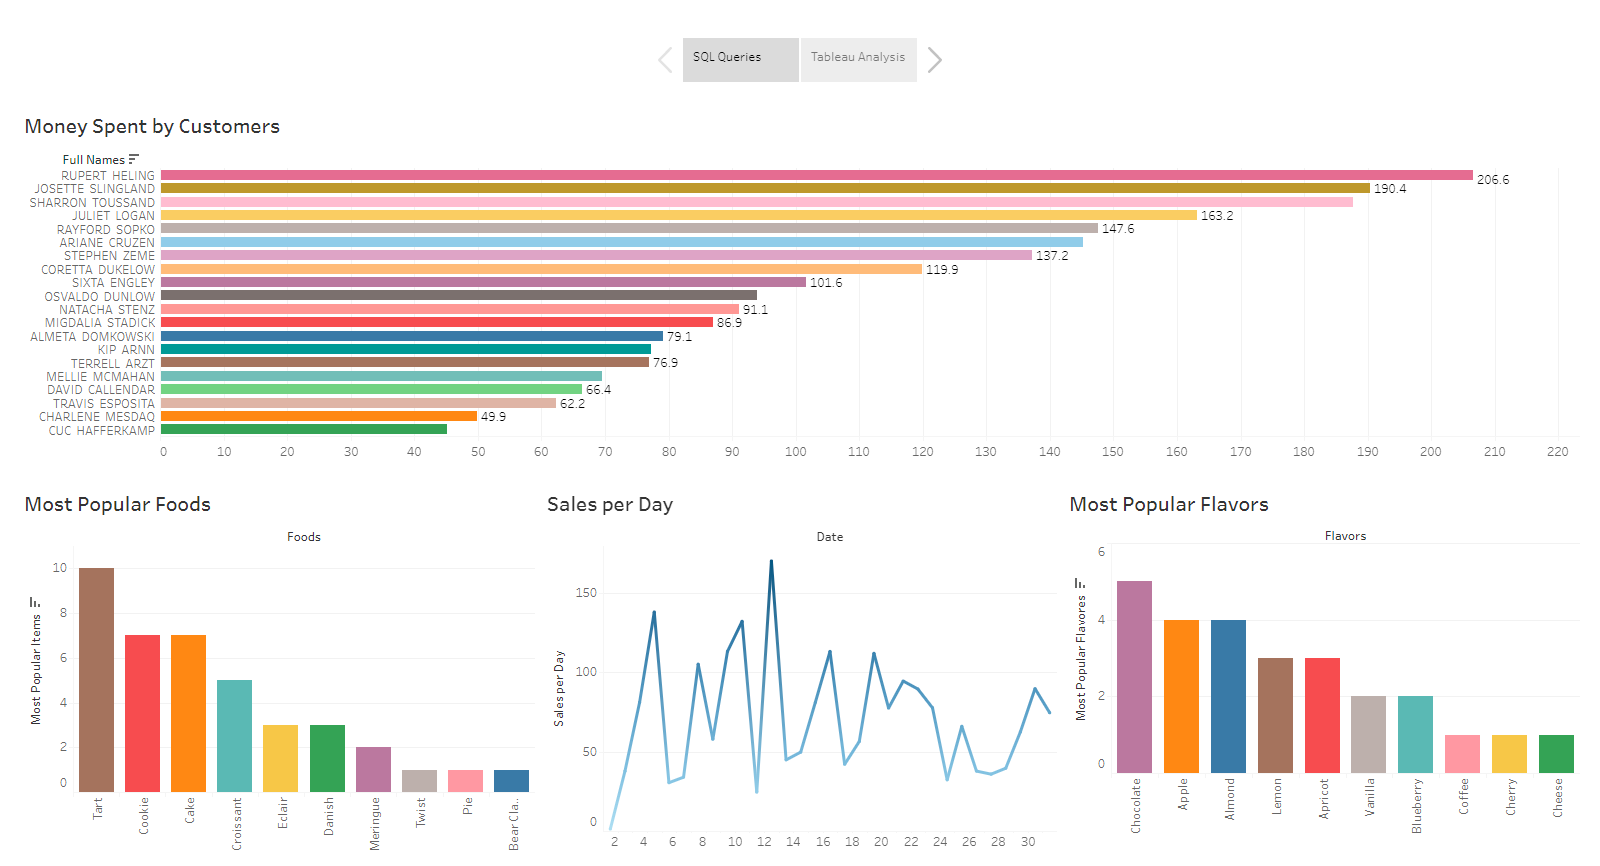 SQL Queries
Tableau Analysis
Money Spent by Customers
Full Names
RUPERT HELING 206.6
JOSETTE SLINGLAND 190.4
SHARRON TOUSSAND
JULIET LOGAN 163.2
RAYFORD SOPKO 147.6
ARIANE CRUZEN
STEPHEN ZEME 137.2
CORETTA DUKELOW 119.9
SIXTA ENGLEY 101.6
OSVALDO DUNLOW
NATACHA STENZ 91.1
MIGDALIA STADICK 86.9
ALMETA DOMKOWSKI 79.1
KIP ARNN
TERRELL ARZT 76.9
MELLIE MCMAHAN
DAVID CALLENDAR 66.4
TRAVIS ESPOSITA 62.2
CHARLENE MESDAQ 49.9
CUC HAFFERKAMP
0 10 20 30 40 50 60 70 80 90 100 110 120 130 140 150 160 170 180 190 200 210 220
Most Popular Foods
Foods
Most Popular Items
10
8
6
4
2
0
Tart
Cookie
Cake
Croissant
Eclair
Danish
Meringue
Twist
Pie
Bear Cla..
Sales per Day
Date
Sales per Day
150
100
50
0
2 4 6 8 10 12 14 16 18 20 22 24 26 28 30
Most Popular Flavors
Flavors
Most Popular Flavores
6
4
2
0
Chocolate
Apple
Almond
Lemon
Apricot
Vanilla
Blueberry
Coffee
Cherry
Cheese